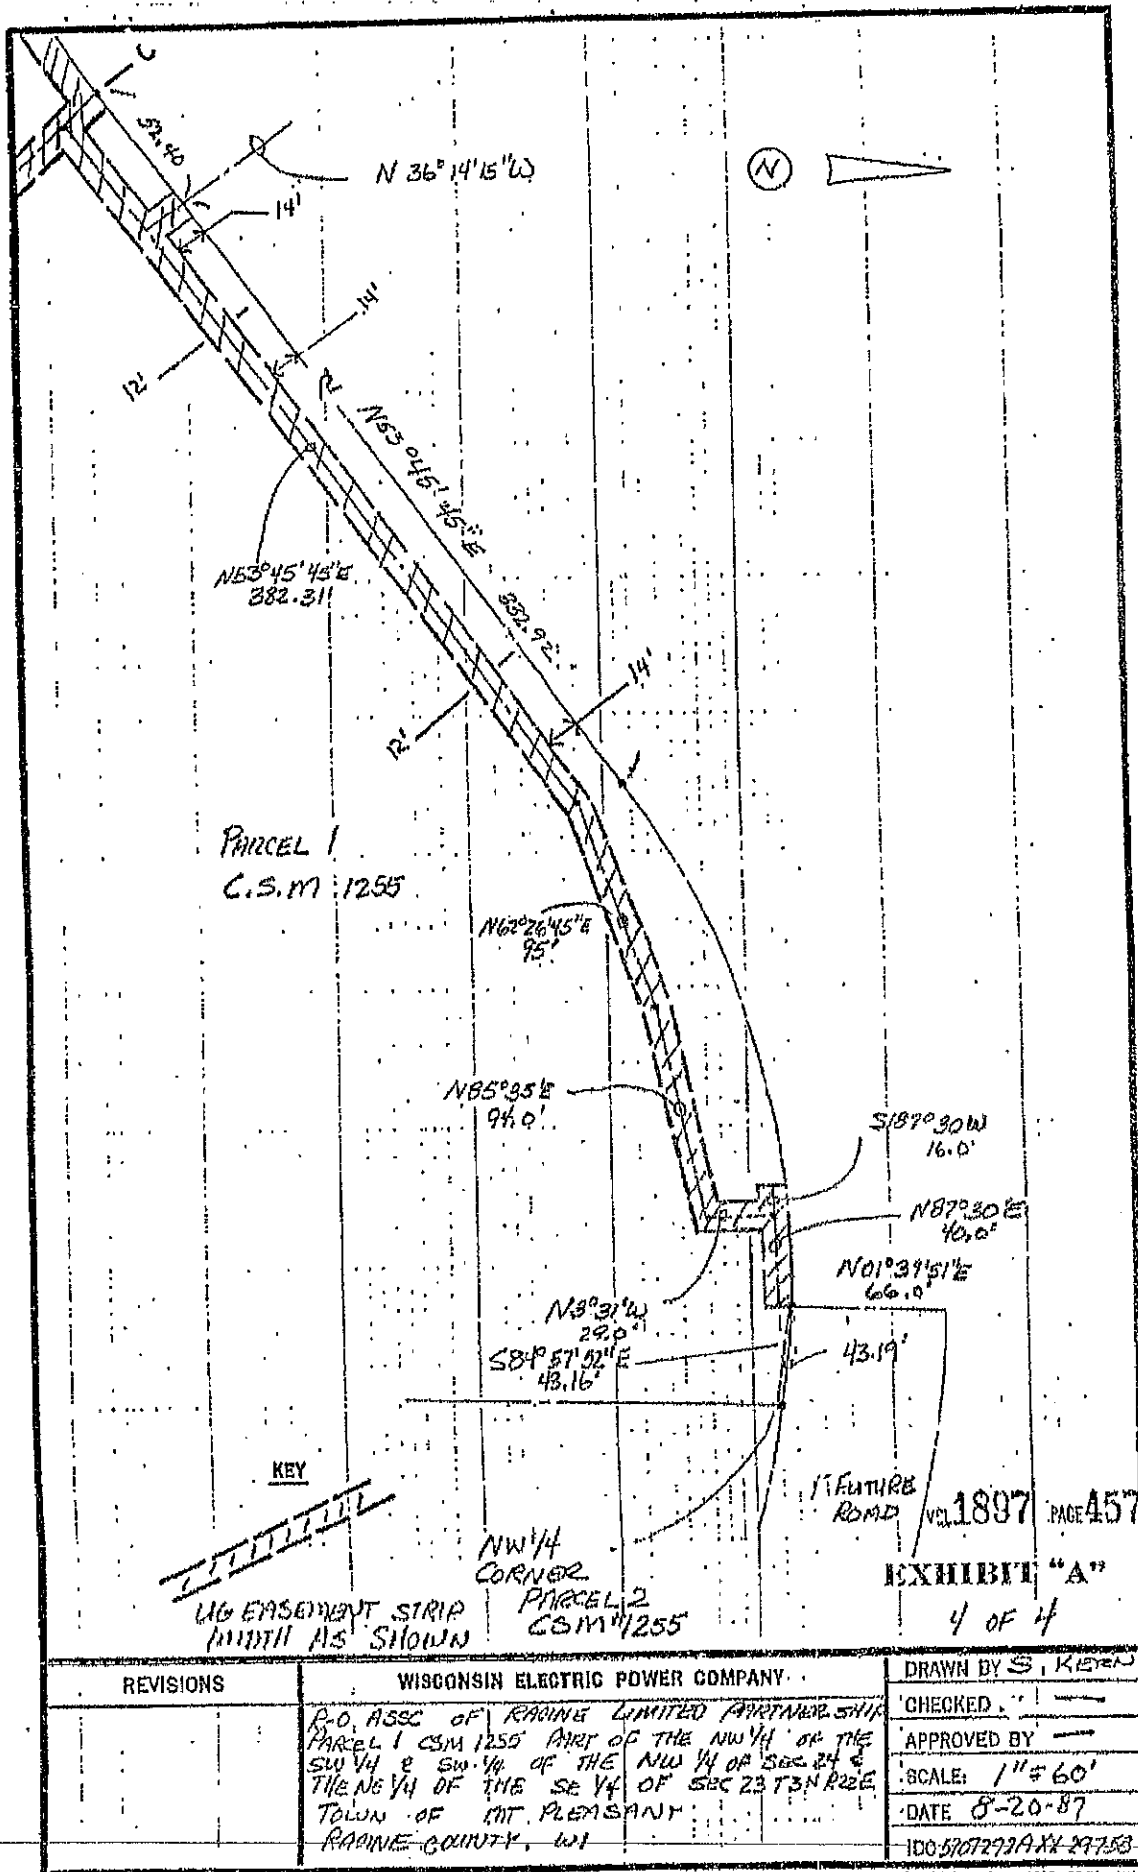 52.40
N 36°14'15"W
N
14'
14'
12'
R
N53°45'45"E
N53°45'45"E
382.31'
332.92'
14'
12'
PARCEL 1
C.S.M. 1255
N62°26'45"E
95'
N85°35'E
94.0'
S87°30'W
16.0'
N87°30'E
40.0'
N01°39'51"E
66.0'
N3°31'W
29.0'
S84°57'52"E
43.16'
43.19'
KEY
FUTURE
ROAD
VOL 1897 PAGE 457
NW 1/4
CORNER
PARCEL 2
CSM 1255
EXHIBIT "A"
4 OF 4
UG EASEMENT STRIP
WIDTH AS SHOWN
REVISIONS
WISCONSIN ELECTRIC POWER COMPANY
P.O. ASSC OF RACINE LIMITED PARTNERSHIP
PARCEL 1 CSM 1255 PART OF THE NW 1/4 OF THE
SW 1/4 & SW 1/4 OF THE NW 1/4 OF SEC 24 &
THE NE 1/4 OF THE SE 1/4 OF SEC 23 T3N R22E
TOWN OF MT. PLEASANT
RACINE COUNTY, WI
DRAWN BY S. KERN
CHECKED " —
APPROVED BY —
SCALE: 1" = 60'
DATE 8-20-87